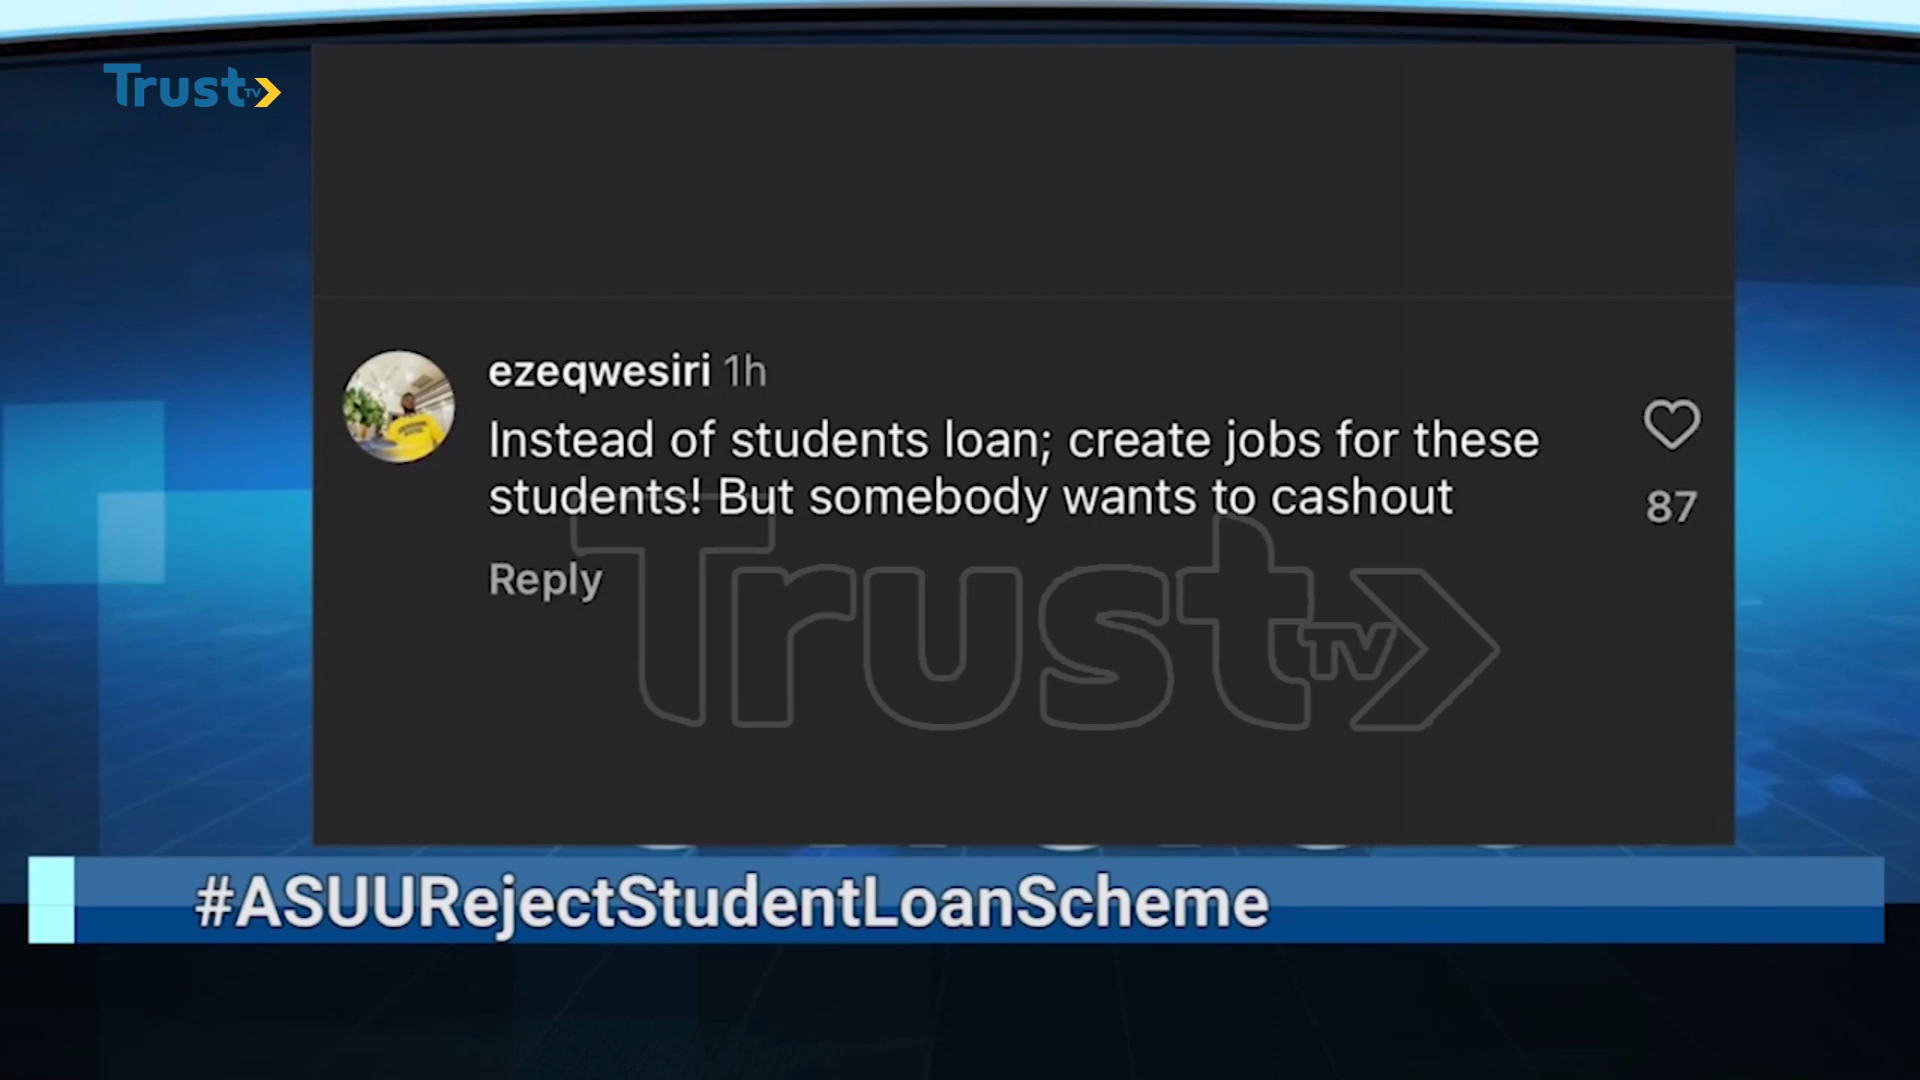 Trust TV
ezeqwesiri 1h
Instead of students loan; create jobs for these
students! But somebody wants to cashout
87
Reply
Trust TV
#ASUURejectStudentLoanScheme